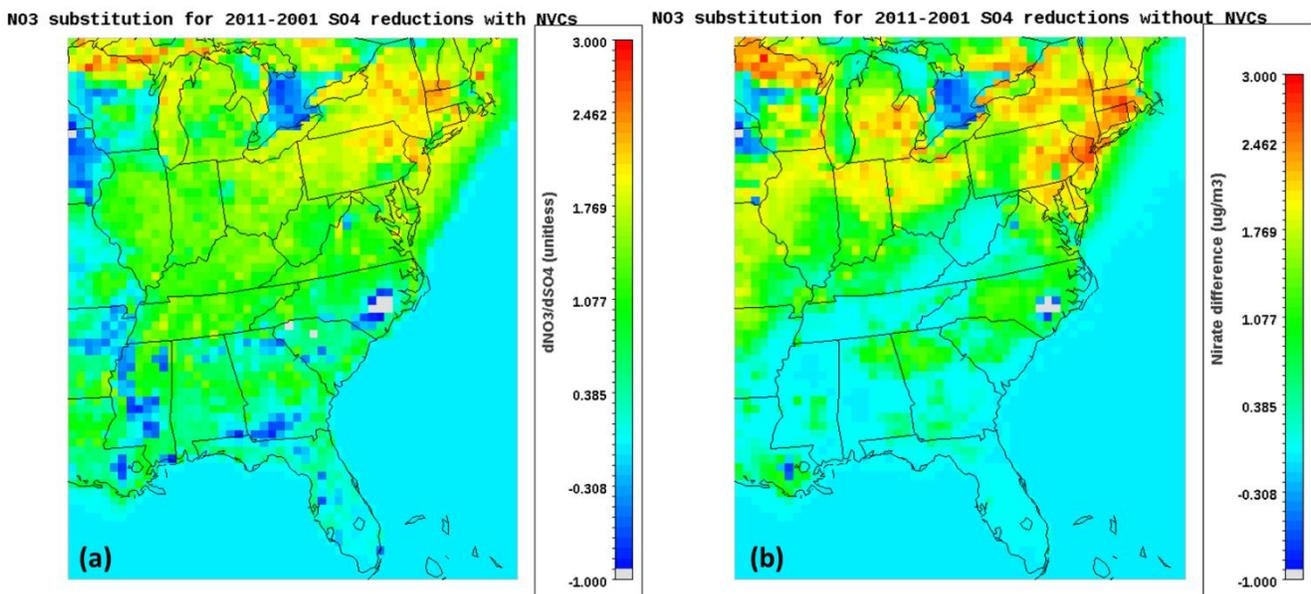 NO3 substitution for 2011-2001 SO4 reductions with NVCs
3.000
2.462
1.769
1.077
0.385
-0.308
-1.000
dNO3/dSO4 (unitless)
(a)
NO3 substitution for 2011-2001 SO4 reductions without NVCs
3.000
2.462
1.769
1.077
0.385
-0.308
-1.000
Nirate difference (ug/m3)
(b)